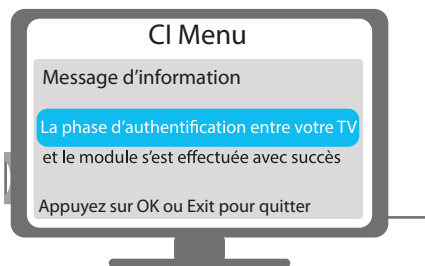 CI Menu
Message d’information
La phase d’authentification entre votre TV
et le module s’est effectuée avec succès
Appuyez sur OK ou Exit pour quitter